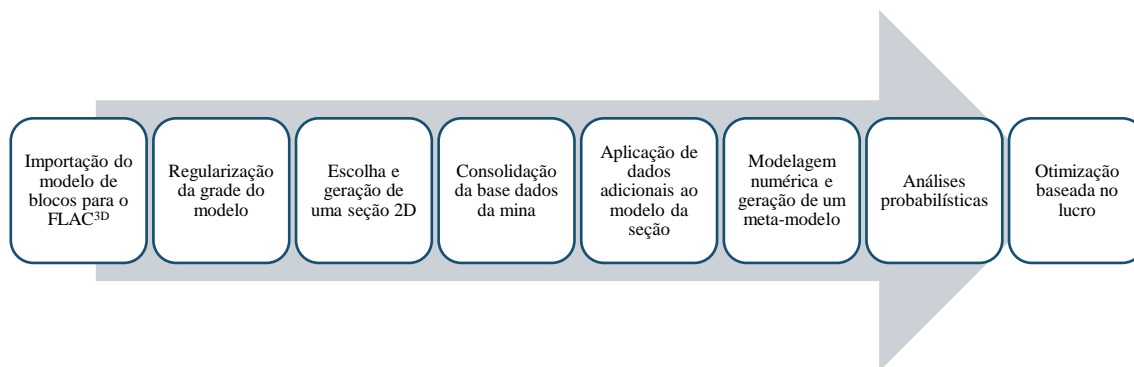 Importação do
modelo de
blocos para o
FLAC3D
Regularização
da grade do
modelo
Escolha e
geração de
uma seção 2D
Consolidação
da base dados
da mina
Aplicação de
dados
adicionais ao
modelo da
seção
Modelagem
numérica e
geração de um
meta-modelo
Análises
probabilísticas
Otimização
baseada no
lucro